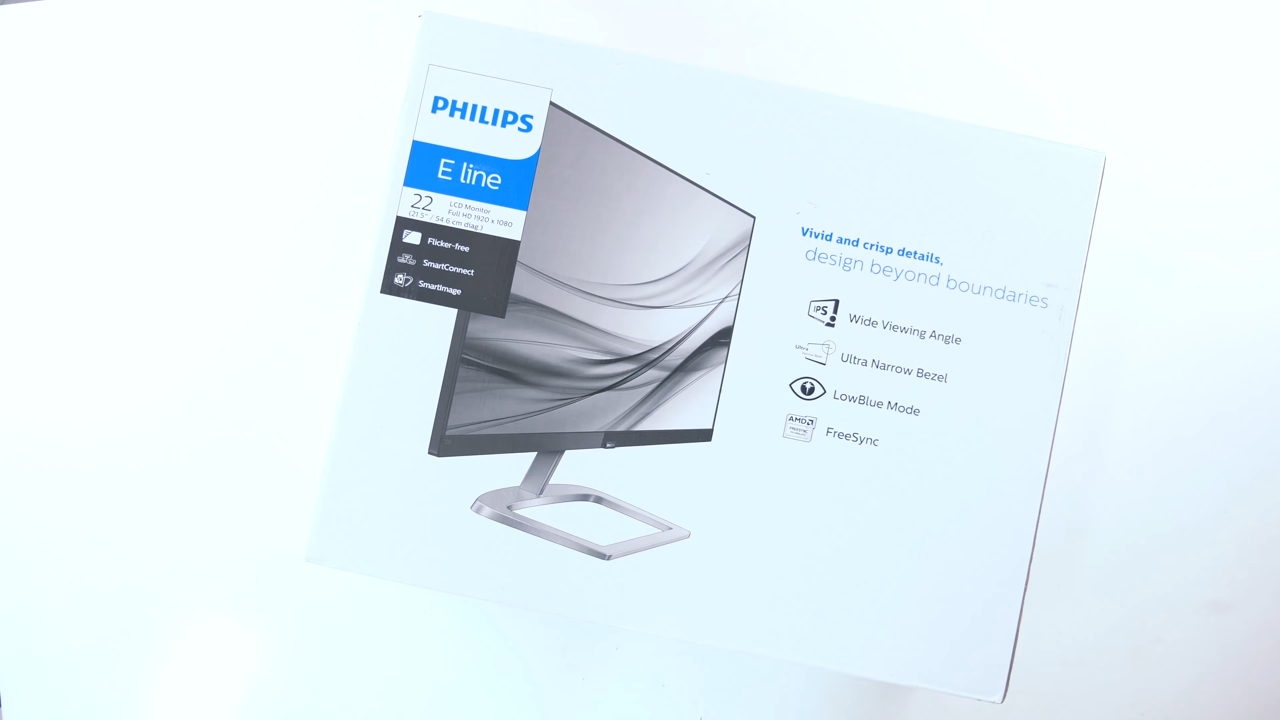 PHILIPS
E line
22
LCD Monitor
Full HD 1920 x 1080
(21.5" / 54.6 cm diag.)
Flicker-free
SmartConnect
SmartImage
Vivid and crisp details,
design beyond boundaries
IPS
Wide Viewing Angle
Ultra
Ultra Narrow Bezel
LowBlue Mode
AMD
FreeSync